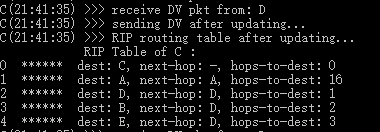 C(21:41:35) >>> receive DV pkt from: D
C(21:41:35) >>> sending DV after updating...
C(21:41:35) >>> RIP routing table after updating...
RIP Table of C :
0 ****** dest: C, next-hop: -, hops-to-dest: 0
1 ****** dest: A, next-hop: A, hops-to-dest: 16
2 ****** dest: D, next-hop: D, hops-to-dest: 1
3 ****** dest: B, next-hop: D, hops-to-dest: 2
4 ****** dest: E, next-hop: D, hops-to-dest: 3